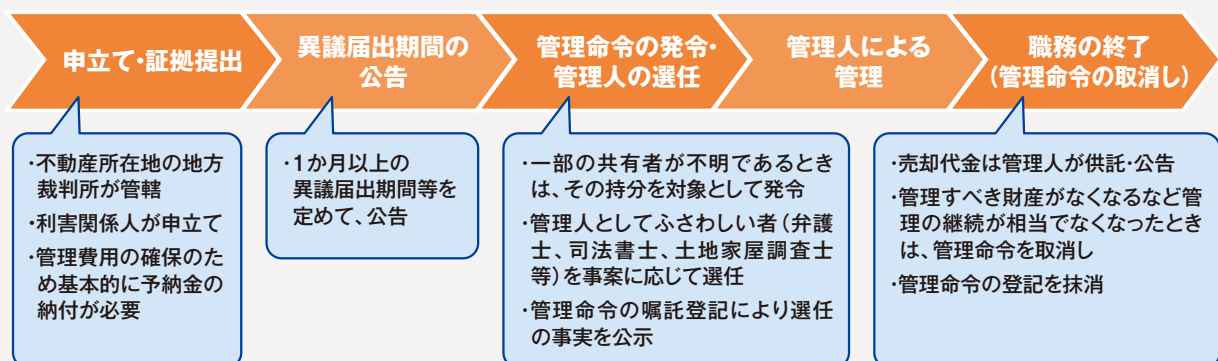 申立て・証拠提出
異議届出期間の
公告
管理命令の発令・
管理人の選任
管理人による
管理
職務の終了
（管理命令の取消し）
・不動産所在地の地方
裁判所が管轄
・利害関係人が申立て
・管理費用の確保のた
め基本的に予納金の
納付が必要
・1か月以上の
異議届出期間等を
定めて、公告
・一部の共有者が不明であるとき
は、その持分を対象として発令
・管理人としてふさわしい者（弁護
士、司法書士、土地家屋調査士
等）を事案に応じて選任
・管理命令の嘱託登記により選任
の事実を公示
・売却代金は管理人が供託・公告
・管理すべき財産がなくなるなど管
理の継続が相当でなくなったとき
は、管理命令を取消し
・管理命令の登記を抹消